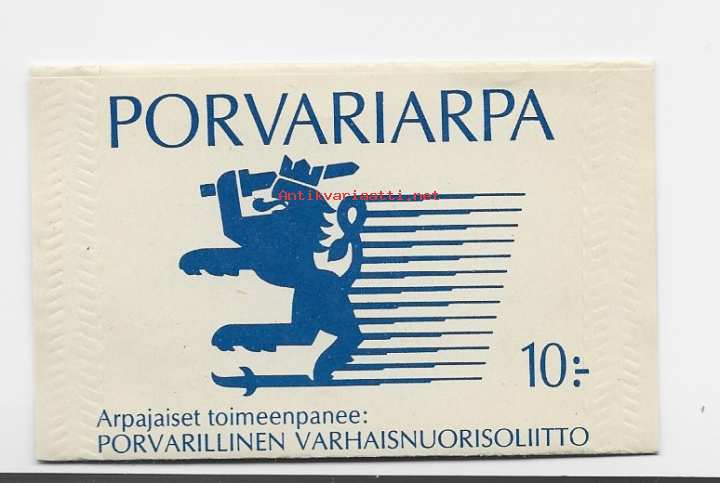 PORVARIARPA
Antikvariaatti.net
10:-
Arpajaiset toimeenpanee:
PORVARILLINEN VARHAISNUORISOLIITTO